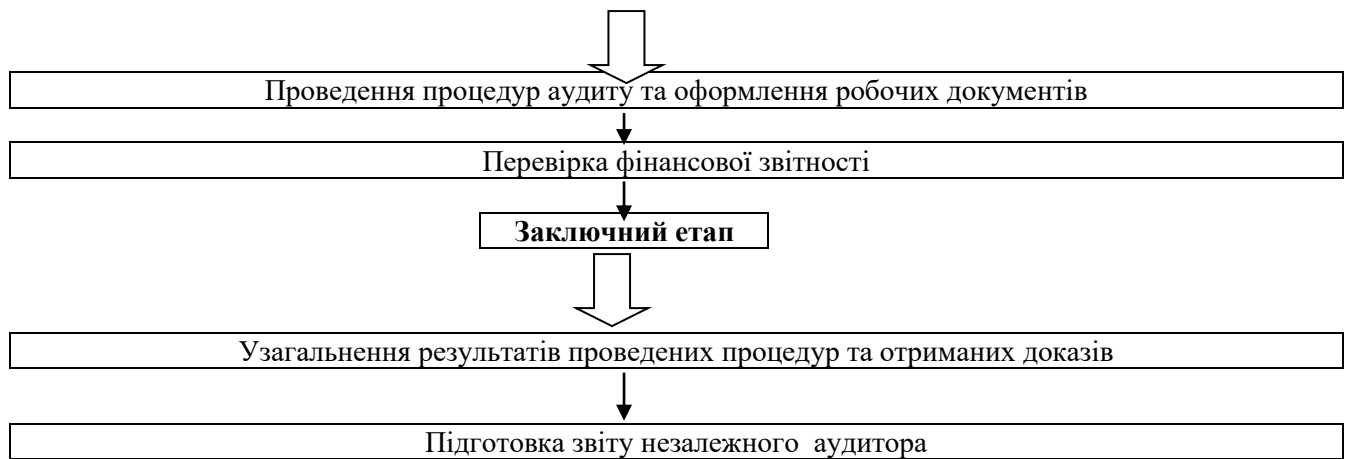 Проведення процедур аудиту та оформлення робочих документів
Перевірка фінансової звітності
Заключний етап
Узагальнення результатів проведених процедур та отриманих доказів
Підготовка звіту незалежного аудитора